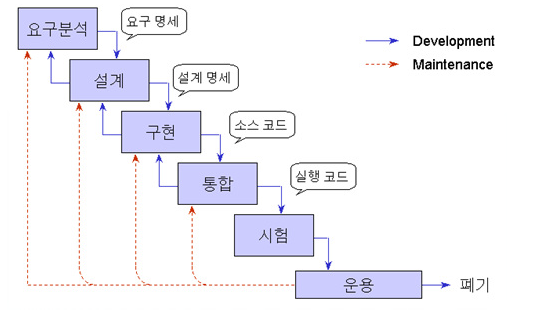 요구분석
요구 명세
Development
Maintenance
설계
설계 명세
구현
소스 코드
통합
실행 코드
시험
운용
폐기